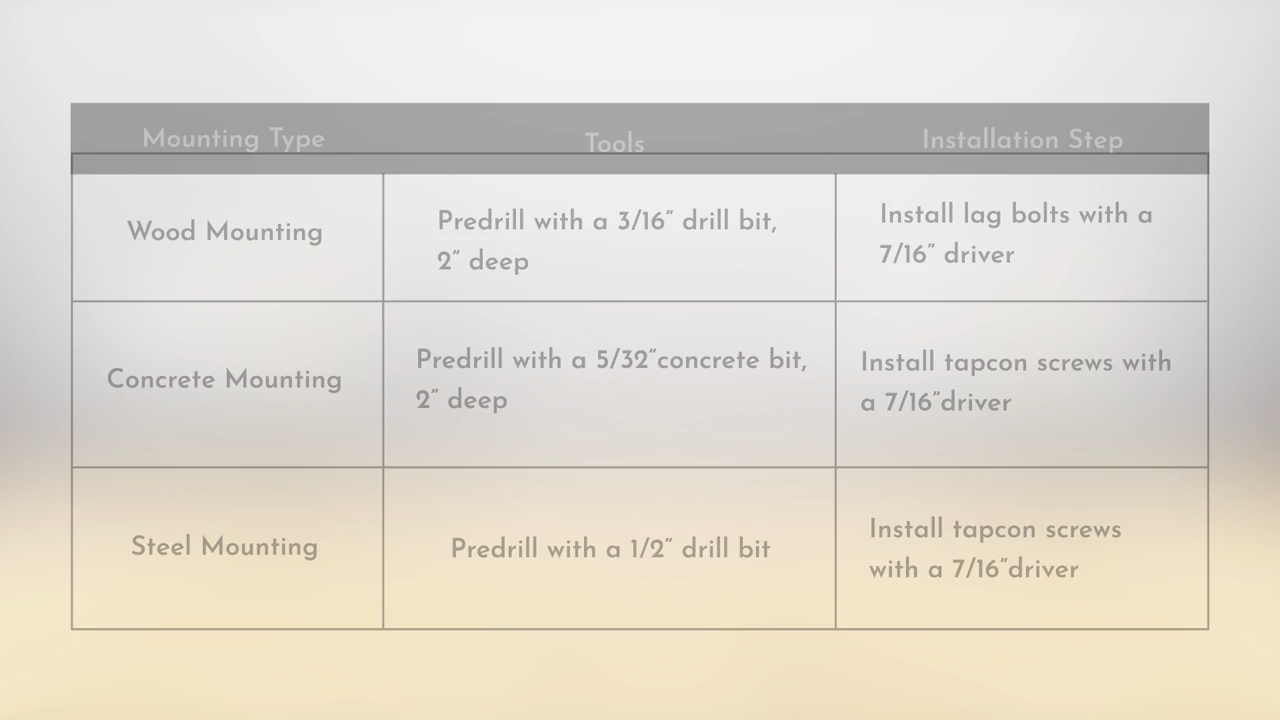 Mounting Type
Tools
Installation Step
Wood Mounting
Predrill with a 3/16” drill bit,
2” deep
Install lag bolts with a
7/16” driver
Concrete Mounting
Predrill with a 5/32”concrete bit,
2” deep
Install tapcon screws with
a 7/16”driver
Steel Mounting
Predrill with a 1/2” drill bit
Install tapcon screws
with a 7/16”driver